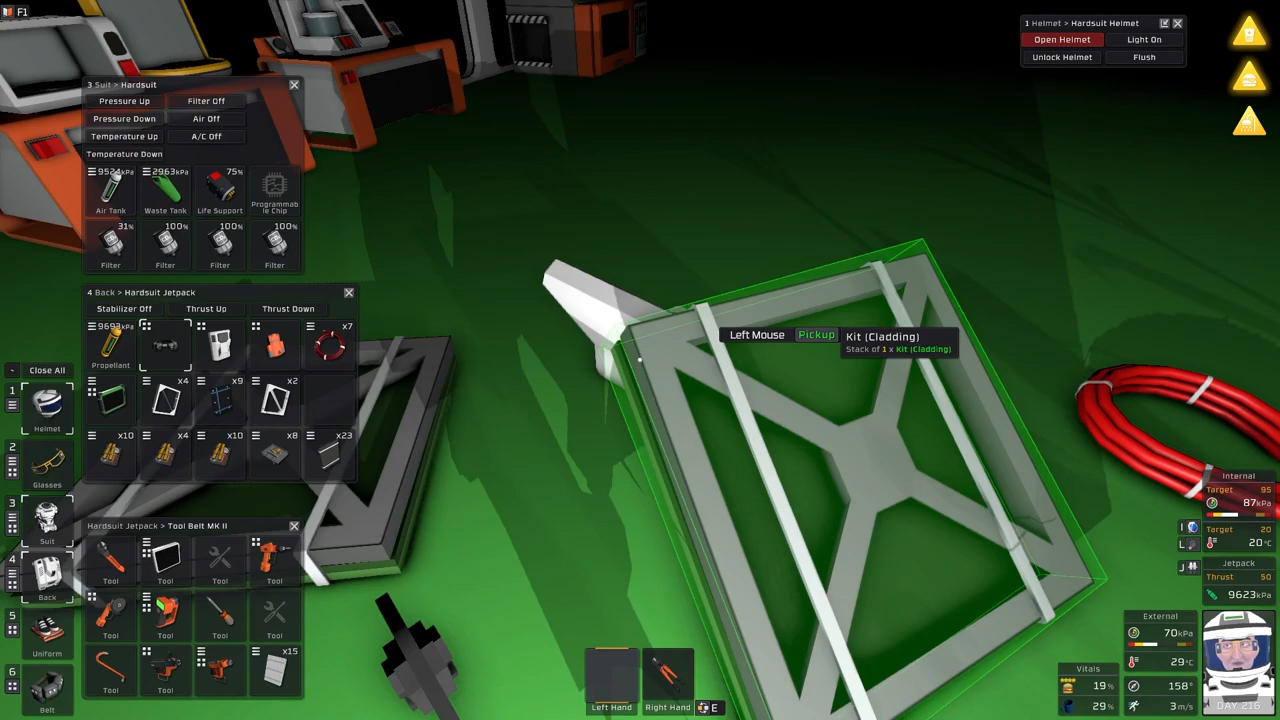 F1
3 Suit > Hardsuit
Pressure Up
Filter Off
Pressure Down
Air Off
Temperature Up
A/C Off
Temperature Down
9524kPa
2963kPa
75%
Air Tank
Waste Tank
Life Support
Programmab
le Chip
31%
100%
100%
100%
Filter
Filter
Filter
Filter
4 Back > Hardsuit Jetpack
Stabilizer Off
Thrust Up
Thrust Down
9693kPa
x7
Propellant
x4
x9
x2
x10
x4
x10
x8
x23
- Close All
1
Helmet
2
Glasses
3
Suit
4
Back
5
Uniform
6
Belt
Hardsuit Jetpack > Tool Belt MK II
Tool
Tool
Tool
Tool
Tool
Tool
Tool
Tool
x15
Tool
Tool
Tool
Tool
Left Mouse
Pickup
Kit (Cladding)
Stack of 1 x Kit (Cladding)
1 Helmet > Hardsuit Helmet
Open Helmet
Light On
Unlock Helmet
Flush
Left Hand
Right Hand
E
Internal
Target 95
87kPa
Target 20
20°C
I
L
J
Jetpack
Thrust 50
9623kPa
External
70kPa
29°C
158°
3m/s
Vitals
19%
29%
DAY 216